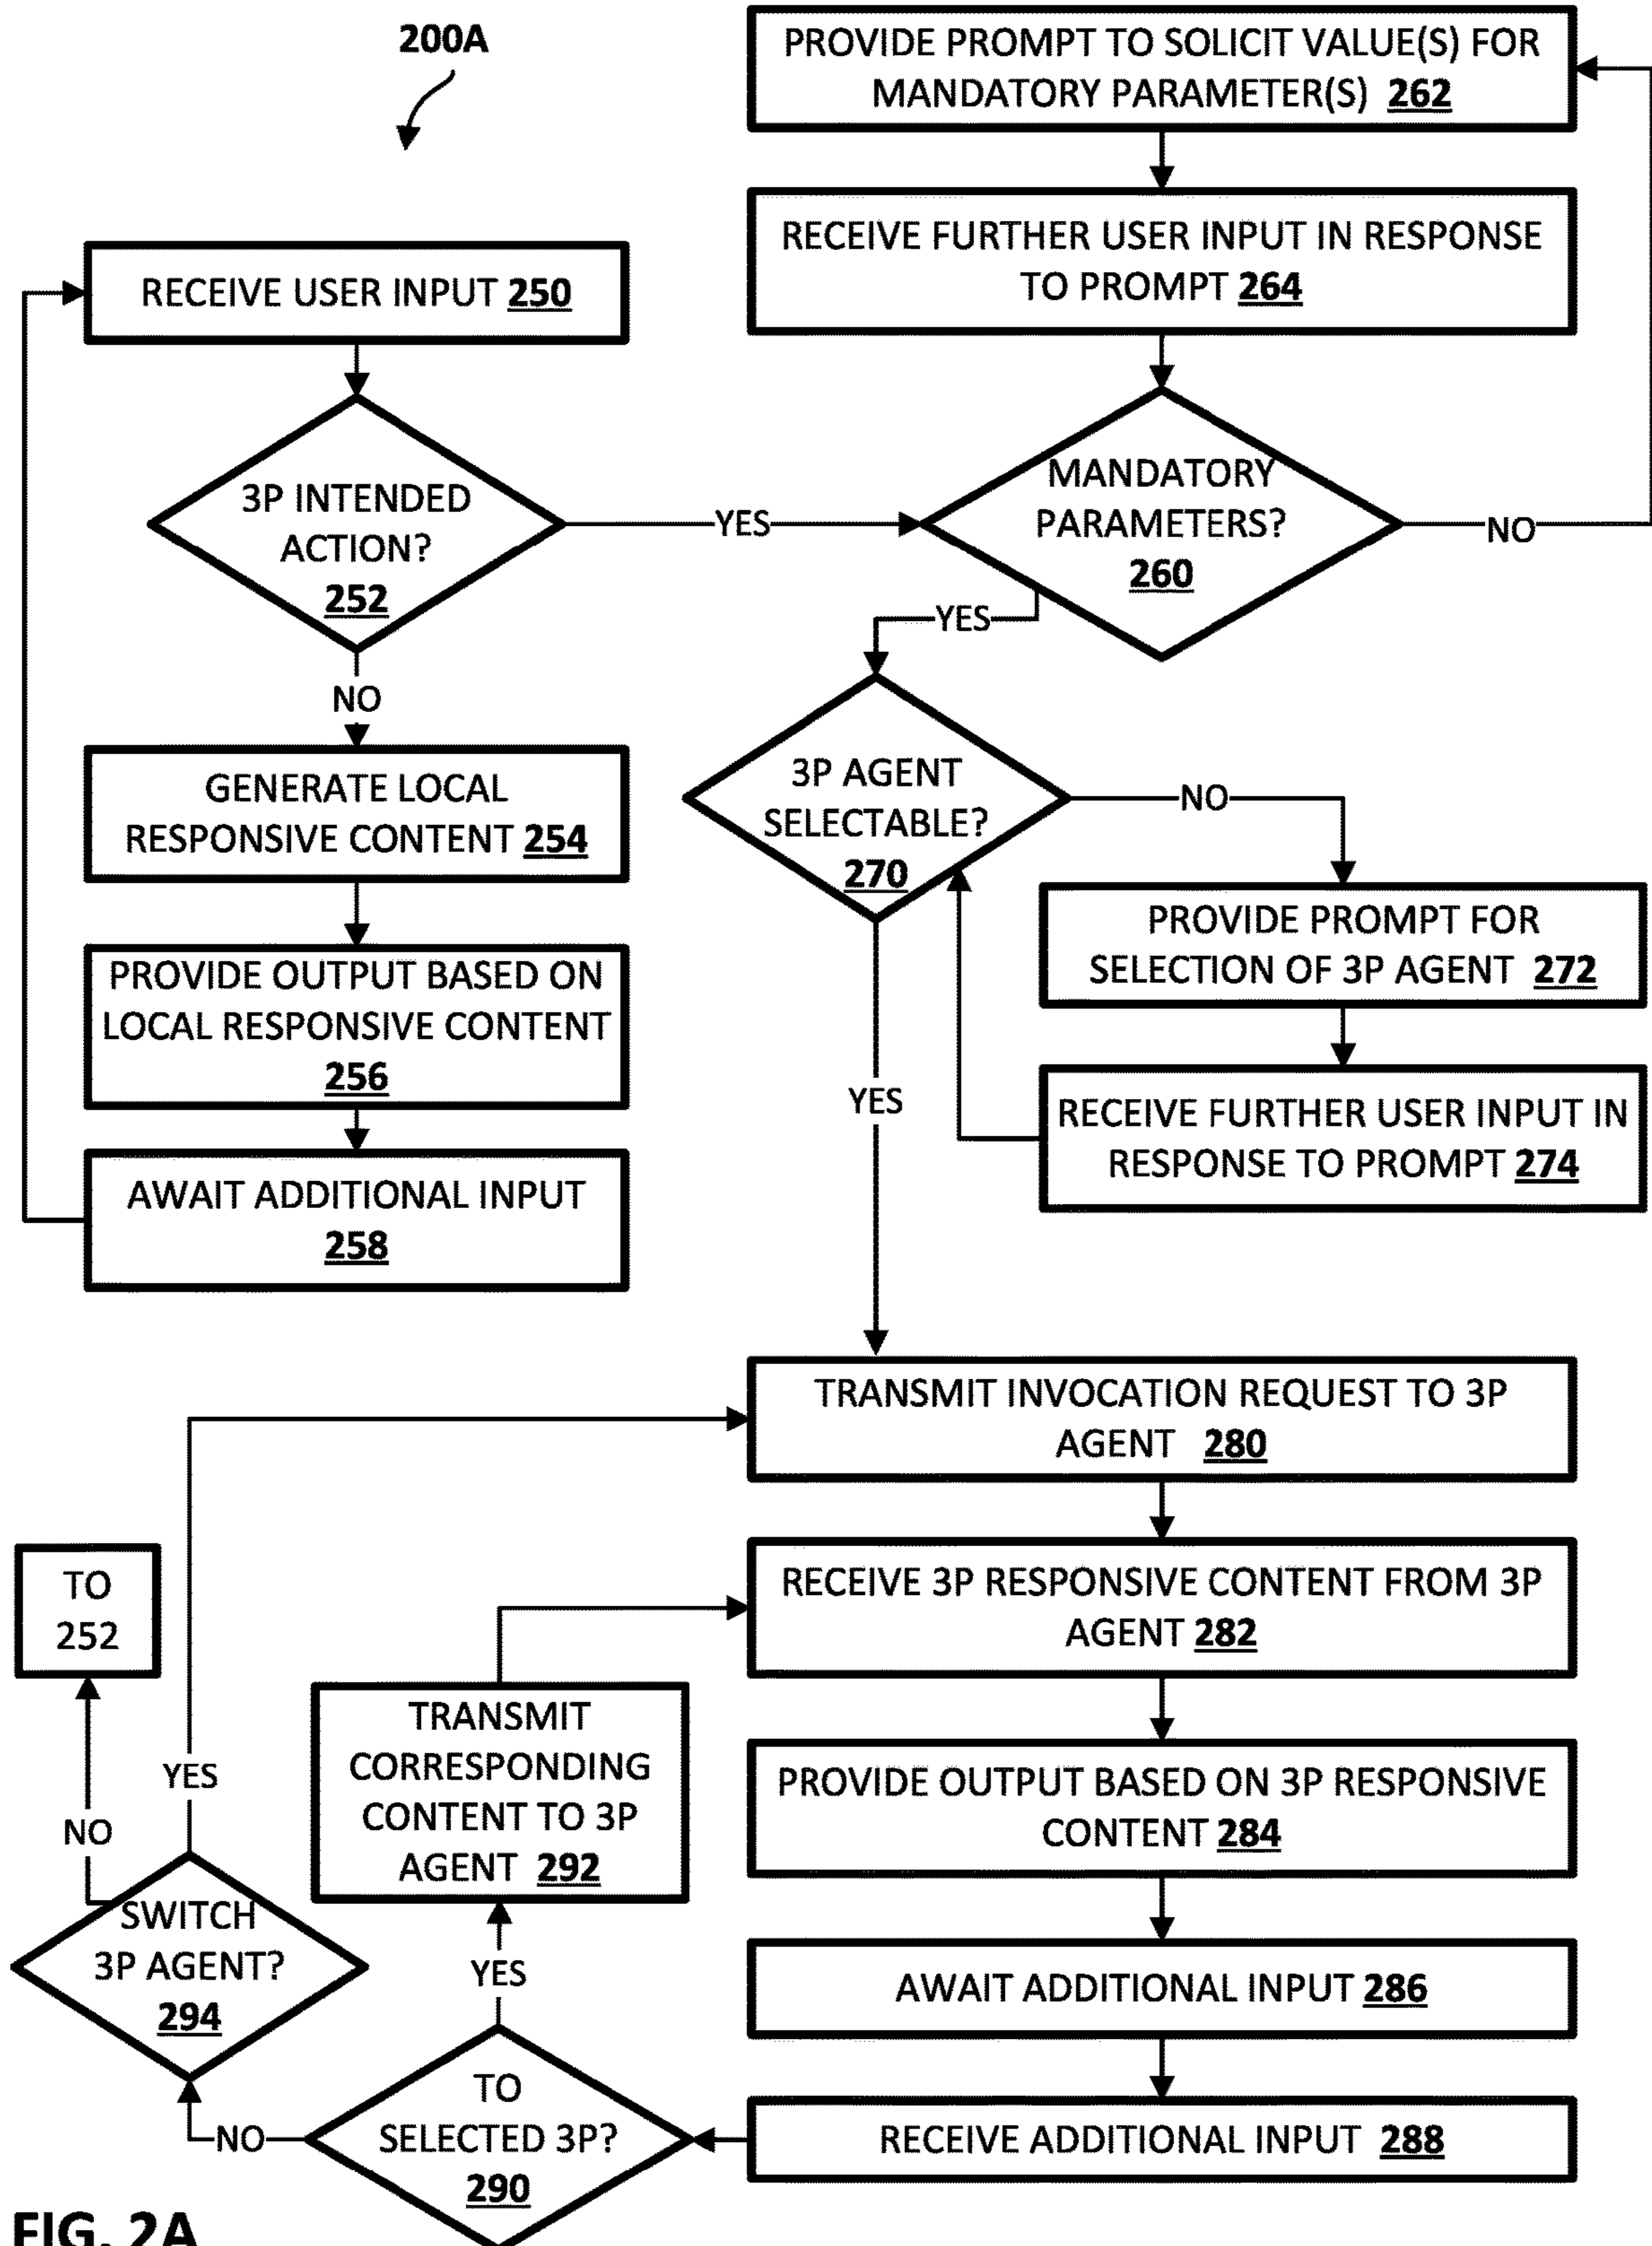 200A
PROVIDE PROMPT TO SOLICIT VALUE(S) FOR
MANDATORY PARAMETER(S) 262
RECEIVE FURTHER USER INPUT IN RESPONSE
TO PROMPT 264
RECEIVE USER INPUT 250
3P INTENDED
ACTION?
252
YES
MANDATORY
PARAMETERS?
260
NO
YES
NO
GENERATE LOCAL
RESPONSIVE CONTENT 254
PROVIDE OUTPUT BASED ON
LOCAL RESPONSIVE CONTENT
256
AWAIT ADDITIONAL INPUT
258
3P AGENT
SELECTABLE?
270
NO
PROVIDE PROMPT FOR
SELECTION OF 3P AGENT 272
RECEIVE FURTHER USER INPUT IN
RESPONSE TO PROMPT 274
YES
TRANSMIT INVOCATION REQUEST TO 3P
AGENT 280
RECEIVE 3P RESPONSIVE CONTENT FROM 3P
AGENT 282
PROVIDE OUTPUT BASED ON 3P RESPONSIVE
CONTENT 284
AWAIT ADDITIONAL INPUT 286
RECEIVE ADDITIONAL INPUT 288
TO
SELECTED 3P?
290
YES
TRANSMIT
CORRESPONDING
CONTENT TO 3P
AGENT 292
NO
SWITCH
3P AGENT?
294
YES
NO
TO
252
FIG. 2A